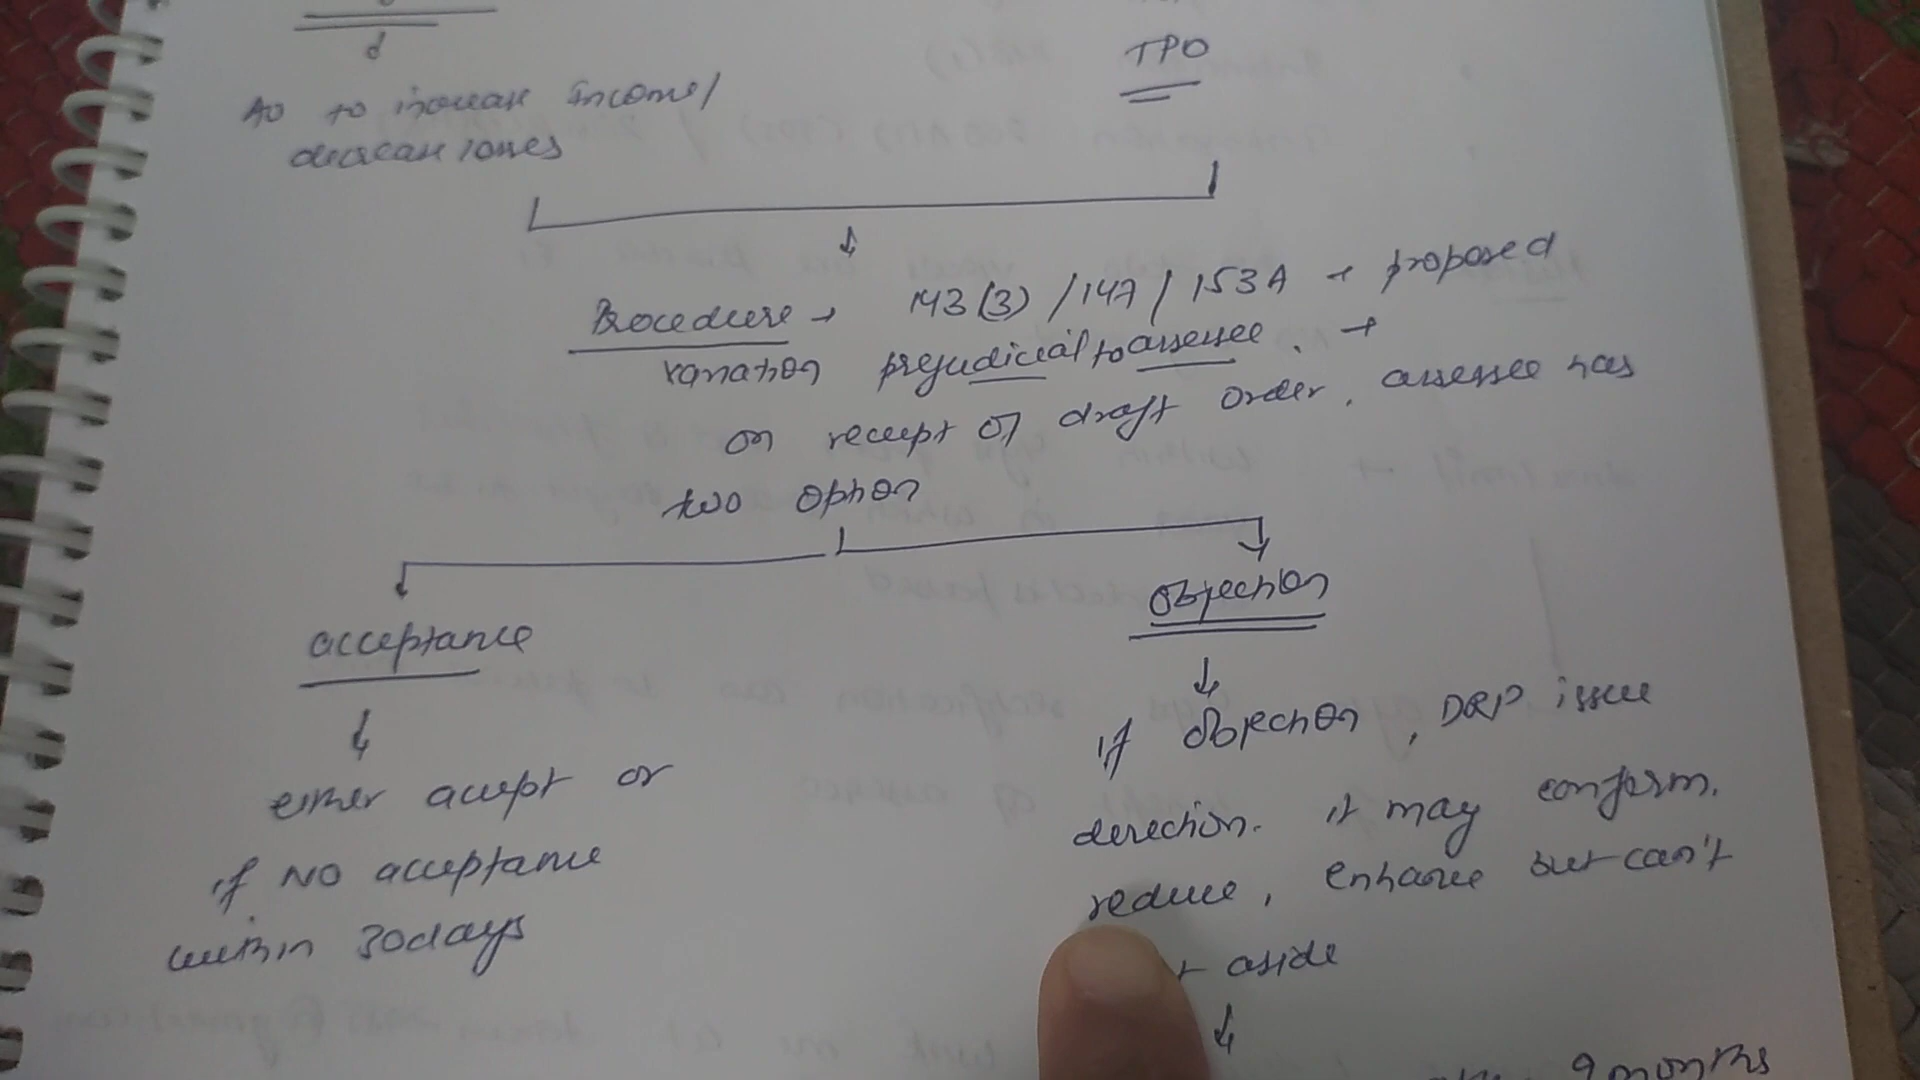 TPO
AO to increase Income/
decrease losses
Procedure → 143(3) / 147 / 153A → proposed
variation prejudicial to assessee. →
on receipt of draft order, assessee has
two option
acceptance
objection
either accept or
if NO acceptance
within 30days
if objection, DRP issue
direction. it may conform,
reduce, enhance but can't
aside
9 months